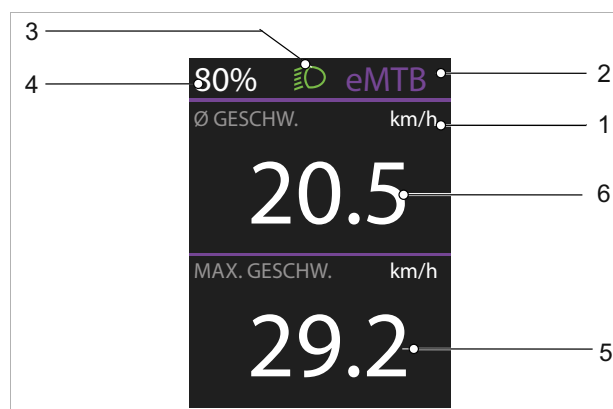 3
4 80% eMTB 2
Ø GESCHW. km/h 1
20.5 6
MAX. GESCHW. km/h
29.2 5